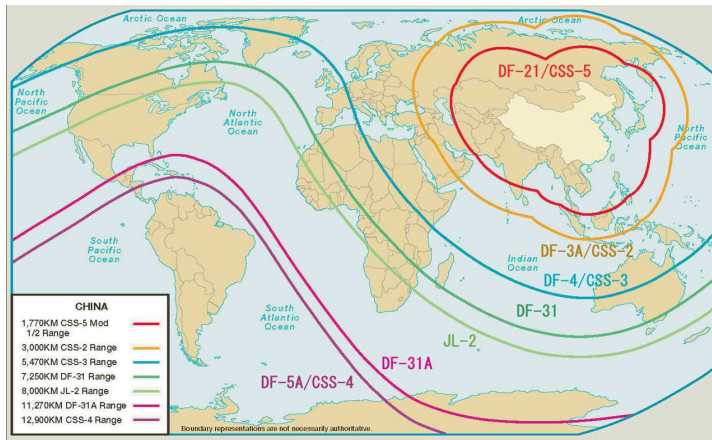 Arctic Ocean
Arctic Ocean
DF-21/CSS-5
North
Pacific
Ocean
North
Atlantic
Ocean
North
Pacific
Ocean
DF-3A/CSS-2
South
Pacific
Ocean
Indian
Ocean
DF-4/CSS-3
DF-31
South
Atlantic
Ocean
JL-2
DF-31A
DF-5A/CSS-4
CHINA
1,770KM CSS-5 Mod
1/2 Range
3,000KM CSS-2 Range
5,470KM CSS-3 Range
7,250KM DF-31 Range
8,000KM JL-2 Range
11,270KM DF-31A Range
12,900KM CSS-4 Range
Boundary representations are not necessarily authoritative.